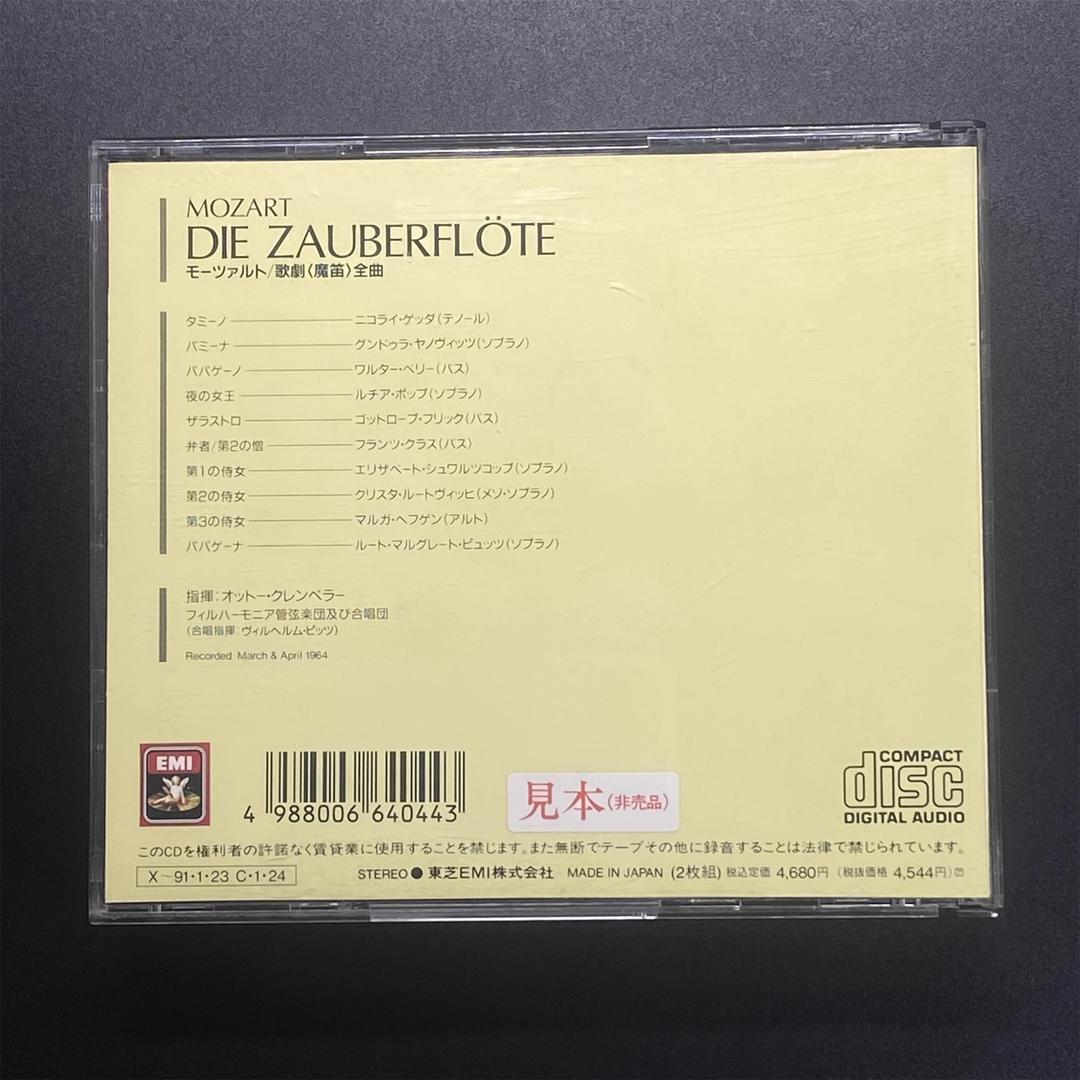 MOZART
DIE ZAUBERFLÖTE
モーツァルト/歌劇〈魔笛〉全曲
タミーノ ニコライ・ゲッダ(テノール)
パミーナ グンドゥラ・ヤノヴィッツ(ソプラノ)
パパゲーノ ワルター・ベリー(バス)
夜の女王 ルチア・ポップ(ソプラノ)
ザラストロ ゴットロープ・フリック(バス)
弁者/第2の僧 フランツ・クラス(バス)
第1の侍女 エリザベート・シュワルツコップ(ソプラノ)
第2の侍女 クリスタ・ルートヴィッヒ(メゾ・ソプラノ)
第3の侍女 マルガ・ヘフゲン(アルト)
パパゲーナ ルート・マルグレート・ピュッツ(ソプラノ)
指揮:オットー・クレンペラー
フィルハーモニア管弦楽団及び合唱団
(合唱指揮:ヴィルヘルム・ピッツ)
Recorded: March & April 1964
EMI
4 988006 640443
見本(非売品)
COMPACT
disc
DIGITAL AUDIO
このCDを権利者の許諾なく賃貸業に使用することを禁じます。また無断でテープその他に録音することは法律で禁じられています。
X〜91・1・23 C・1・24
STEREO ● 東芝EMI株式会社 MADE IN JAPAN (2枚組) 税込定価 4,680円 (税抜価格 4,544円)